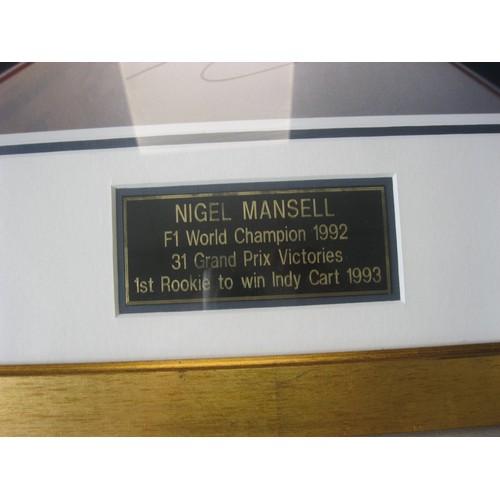 NIGEL MANSELL
F1 World Champion 1992
31 Grand Prix Victories
1st Rookie to win Indy Cart 1993